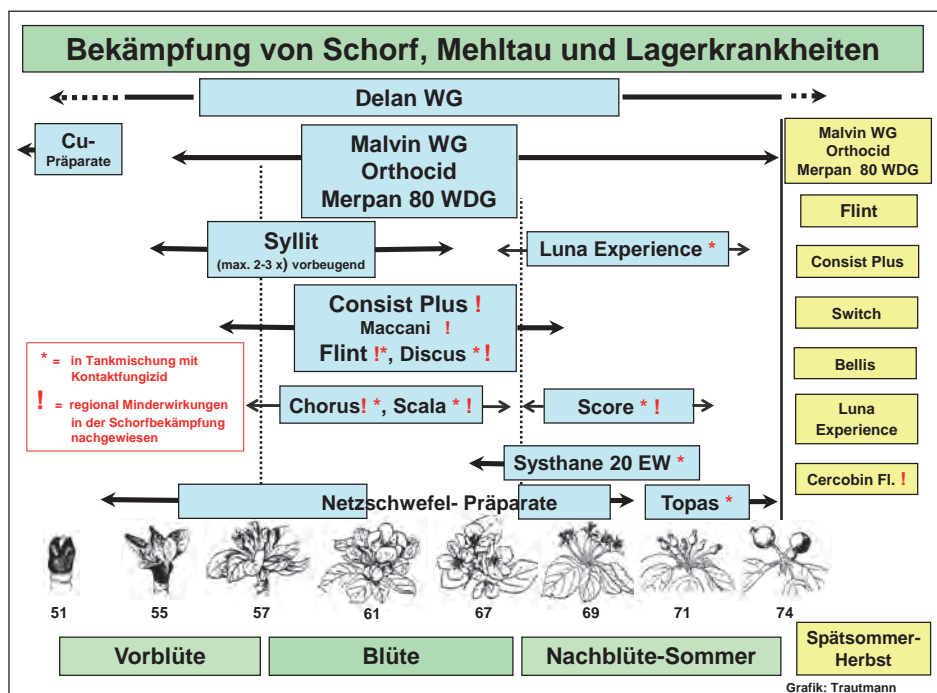 Bekämpfung von Schorf, Mehltau und Lagerkrankheiten
Delan WG
Cu-
Präparate
Malvin WG
Orthocid
Merpan 80 WDG
Malvin WG
Orthocid
Merpan 80 WDG
Syllit
(max. 2-3 x) vorbeugend
Luna Experience *
Flint
Consist Plus
Consist Plus !
Maccani !
Flint !*, Discus * !
Switch
Bellis
* = in Tankmischung mit
Kontaktfungizid
! = regional Minderwirkungen
in der Schorfbekämpfung
nachgewiesen
Chorus! *, Scala * !
Score * !
Luna
Experience
Systhane 20 EW *
Cercobin Fl. !
Netzschwefel- Präparate
Topas *
51 55 57 61 67 69 71 74
Vorblüte
Blüte
Nachblüte-Sommer
Spätsommer-
Herbst
Grafik: Trautmann